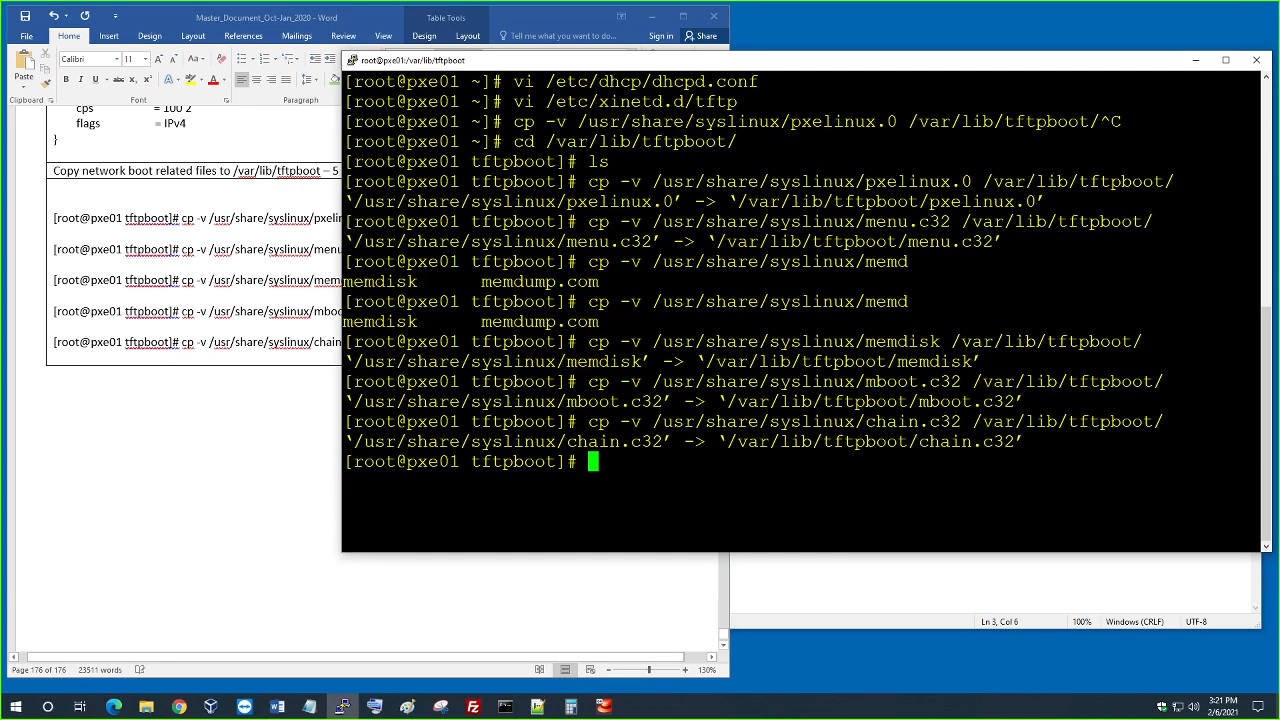 Master_Document_Oct-Jan_2020 - Word
Table Tools
File
Home
Insert
Design
Layout
References
Mailings
Review
View
Design
Layout
Tell me what you want to do...
Sign in
Share
Paste
Calibri
11
Clipboard
Font
Paragraph
cps = 100 2
flags = IPv4
}
Copy network boot related files to /var/lib/tftpboot – 5
[root@pxe01 tftpboot]# cp -v /usr/share/syslinux/pxelin
[root@pxe01 tftpboot]# cp -v /usr/share/syslinux/menu
[root@pxe01 tftpboot]# cp -v /usr/share/syslinux/mem
[root@pxe01 tftpboot]# cp -v /usr/share/syslinux/mboo
[root@pxe01 tftpboot]# cp -v /usr/share/syslinux/chain
root@pxe01:/var/lib/tftpboot
[root@pxe01 ~]# vi /etc/dhcp/dhcpd.conf
[root@pxe01 ~]# vi /etc/xinetd.d/tftp
[root@pxe01 ~]# cp -v /usr/share/syslinux/pxelinux.0 /var/lib/tftpboot/^C
[root@pxe01 ~]# cd /var/lib/tftpboot/
[root@pxe01 tftpboot]# ls
[root@pxe01 tftpboot]# cp -v /usr/share/syslinux/pxelinux.0 /var/lib/tftpboot/
‘/usr/share/syslinux/pxelinux.0’ -> ‘/var/lib/tftpboot/pxelinux.0’
[root@pxe01 tftpboot]# cp -v /usr/share/syslinux/menu.c32 /var/lib/tftpboot/
‘/usr/share/syslinux/menu.c32’ -> ‘/var/lib/tftpboot/menu.c32’
[root@pxe01 tftpboot]# cp -v /usr/share/syslinux/memd
memdisk memdump.com
[root@pxe01 tftpboot]# cp -v /usr/share/syslinux/memd
memdisk memdump.com
[root@pxe01 tftpboot]# cp -v /usr/share/syslinux/memdisk /var/lib/tftpboot/
‘/usr/share/syslinux/memdisk’ -> ‘/var/lib/tftpboot/memdisk’
[root@pxe01 tftpboot]# cp -v /usr/share/syslinux/mboot.c32 /var/lib/tftpboot/
‘/usr/share/syslinux/mboot.c32’ -> ‘/var/lib/tftpboot/mboot.c32’
[root@pxe01 tftpboot]# cp -v /usr/share/syslinux/chain.c32 /var/lib/tftpboot/
‘/usr/share/syslinux/chain.c32’ -> ‘/var/lib/tftpboot/chain.c32’
[root@pxe01 tftpboot]#
Ln 3, Col 6
100%
Windows (CRLF)
UTF-8
Page 176 of 176
23511 words
130%
3:21 PM
2/6/2021